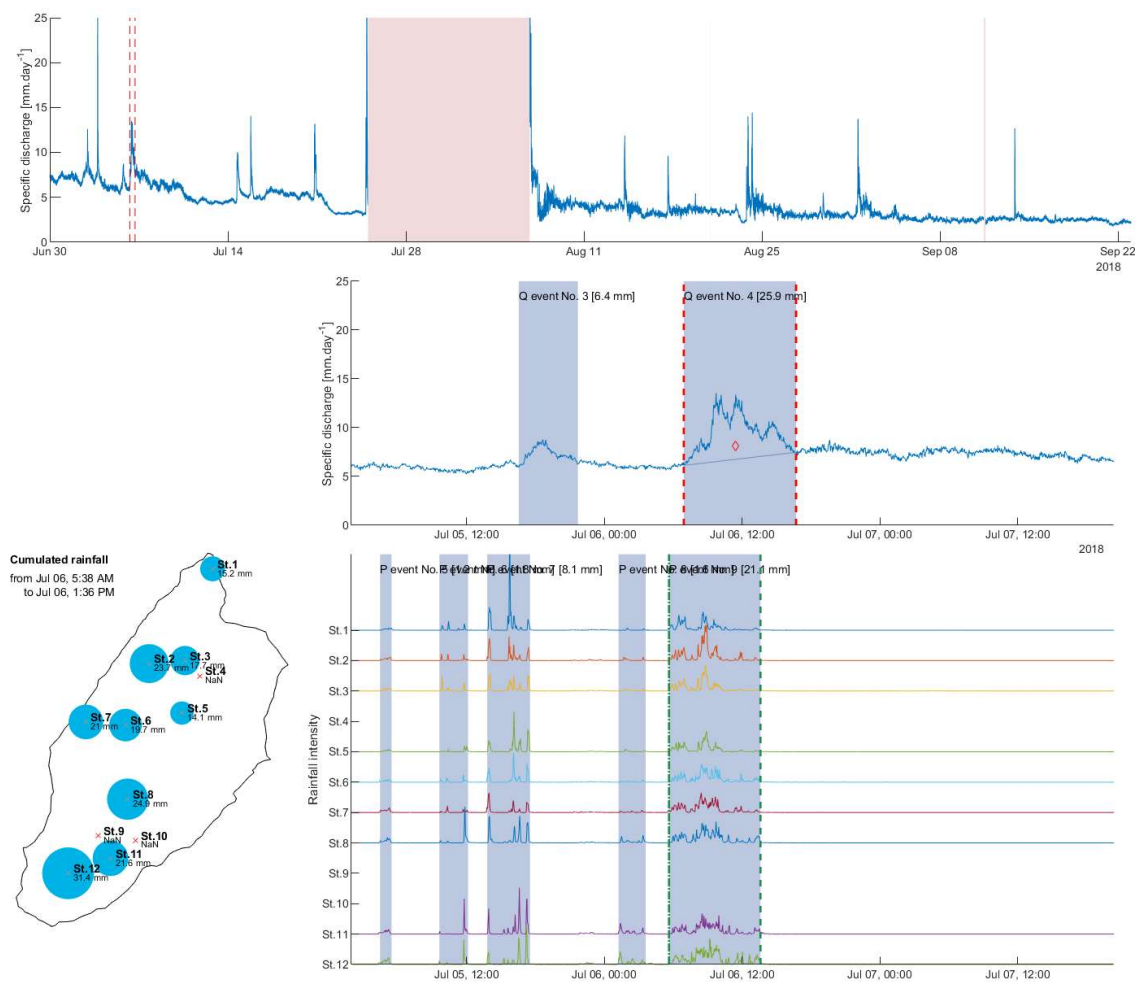 25
20
15
10
5
0
Specific discharge [mm.day⁻¹]
Jun 30
Jul 14
Jul 28
Aug 11
Aug 25
Sep 08
Sep 22
2018
25
20
15
10
5
0
Specific discharge [mm.day⁻¹]
Q event No. 3 [6.4 mm]
Q event No. 4 [25.9 mm]
Jul 05, 12:00
Jul 06, 00:00
Jul 06, 12:00
Jul 07, 00:00
Jul 07, 12:00
2018
Cumulated rainfall
from Jul 06, 5:38 AM
to Jul 06, 1:36 PM
St.1
15.2 mm
St.2
23.7 mm
St.3
17.7 mm
St.4
NaN
St.5
14.1 mm
St.6
19.7 mm
St.7
21 mm
St.8
24.9 mm
St.9
NaN
St.10
NaN
St.11
21.6 mm
St.12
31.4 mm
P event No.
7 [8.1 mm]
P event No.
9 [21.1 mm]
Rainfall intensity
St.1
St.2
St.3
St.4
St.5
St.6
St.7
St.8
St.9
St.10
St.11
St.12
Jul 05, 12:00
Jul 06, 00:00
Jul 06, 12:00
Jul 07, 00:00
Jul 07, 12:00